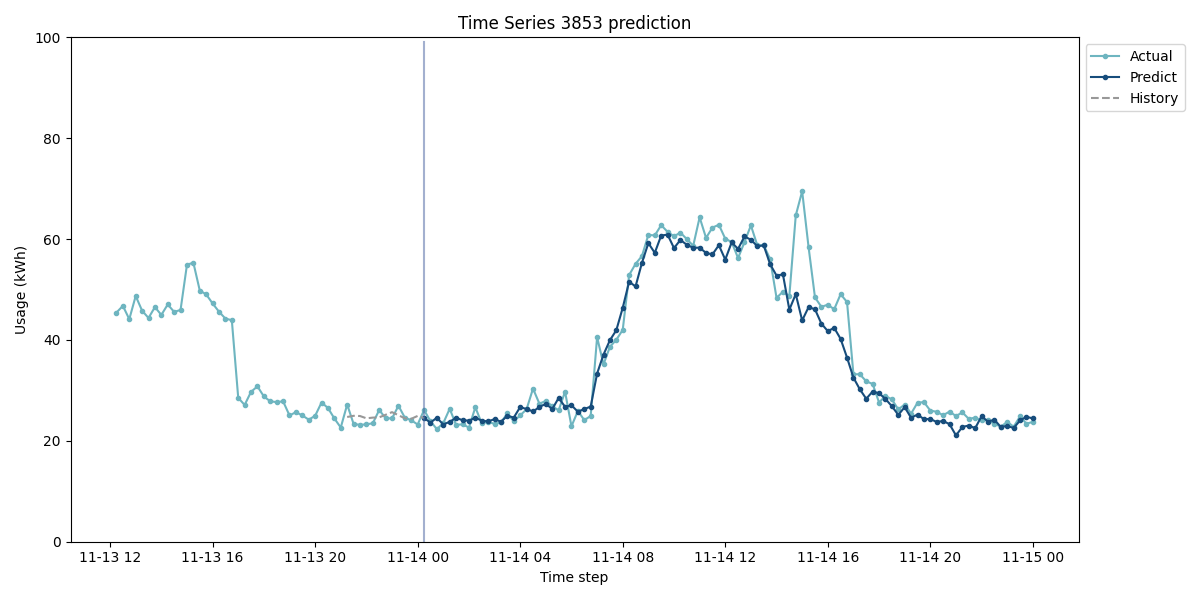 Time Series 3853 prediction
100
80
60
40
20
0
Usage (kWh)
11-13 12
11-13 16
11-13 20
11-14 00
11-14 04
11-14 08
11-14 12
11-14 16
11-14 20
11-15 00
Time step
Actual
Predict
History